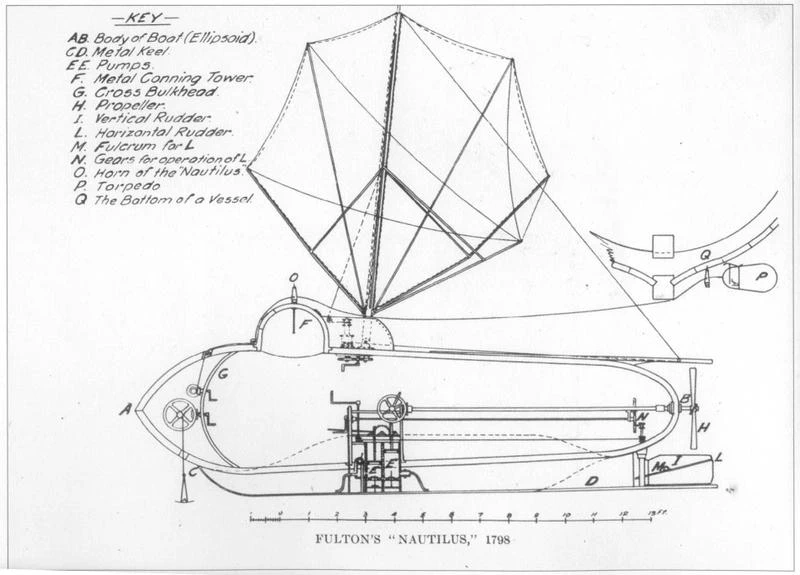 —KEY—
AB. Body of Boat (Ellipsoid).
CD. Metal Keel.
EE. Pumps.
F. Metal Conning Tower.
G. Cross Bulkhead.
H. Propeller.
I. Vertical Rudder.
L. Horizontal Rudder.
M. Fulcrum for L
N. Gears for operation of L
O. Horn of the "Nautilus."
P. Torpedo
Q The Bottom of a Vessel.
O
F
Q
P
G
A
B
N
H
E
E
C
M
I
L
D
1 0 1 2 3 4 5 6 7 8 9 10 11 12 13 FT.
FULTON'S "NAUTILUS," 1798